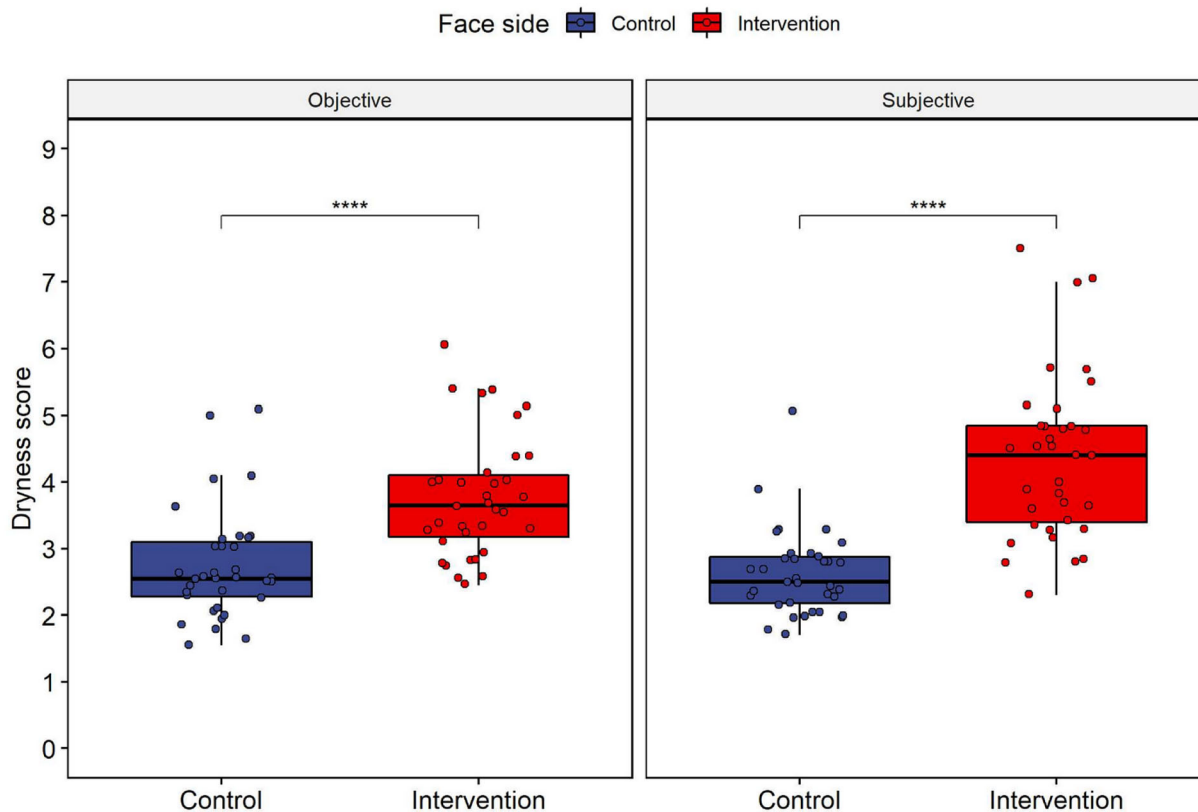 Face side Control Intervention
Objective
Subjective
Dryness score
9
8
7
6
5
4
3
2
1
0
****
****
Control Intervention
Control Intervention